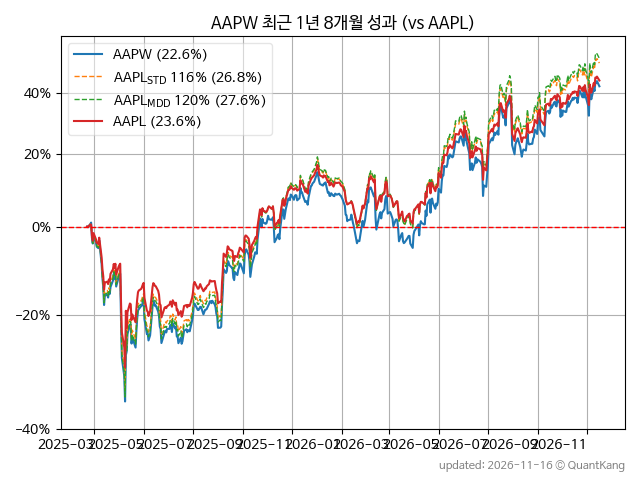 AAPW 최근 1년 8개월 성과 (vs AAPL)
AAPW (22.6%)
AAPL_STD 116% (26.8%)
AAPL_MDD 120% (27.6%)
AAPL (23.6%)
40%
20%
0%
−20%
−40%
2025-03
2025-05
2025-07
2025-09
2025-11
2026-01
2026-03
2026-05
2026-07
2026-09
2026-11
updated: 2026-11-16 © QuantKang